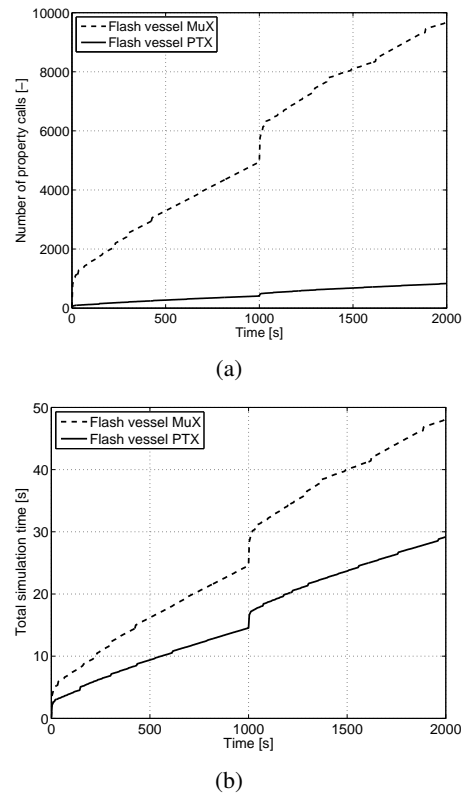 10000
8000
6000
4000
2000
0
Number of property calls [-]
Flash vessel MuX
Flash vessel PTX
0 500 1000 1500 2000
Time [s]
(a)
50
40
30
20
10
0
Total simulation time [s]
Flash vessel MuX
Flash vessel PTX
0 500 1000 1500 2000
Time [s]
(b)